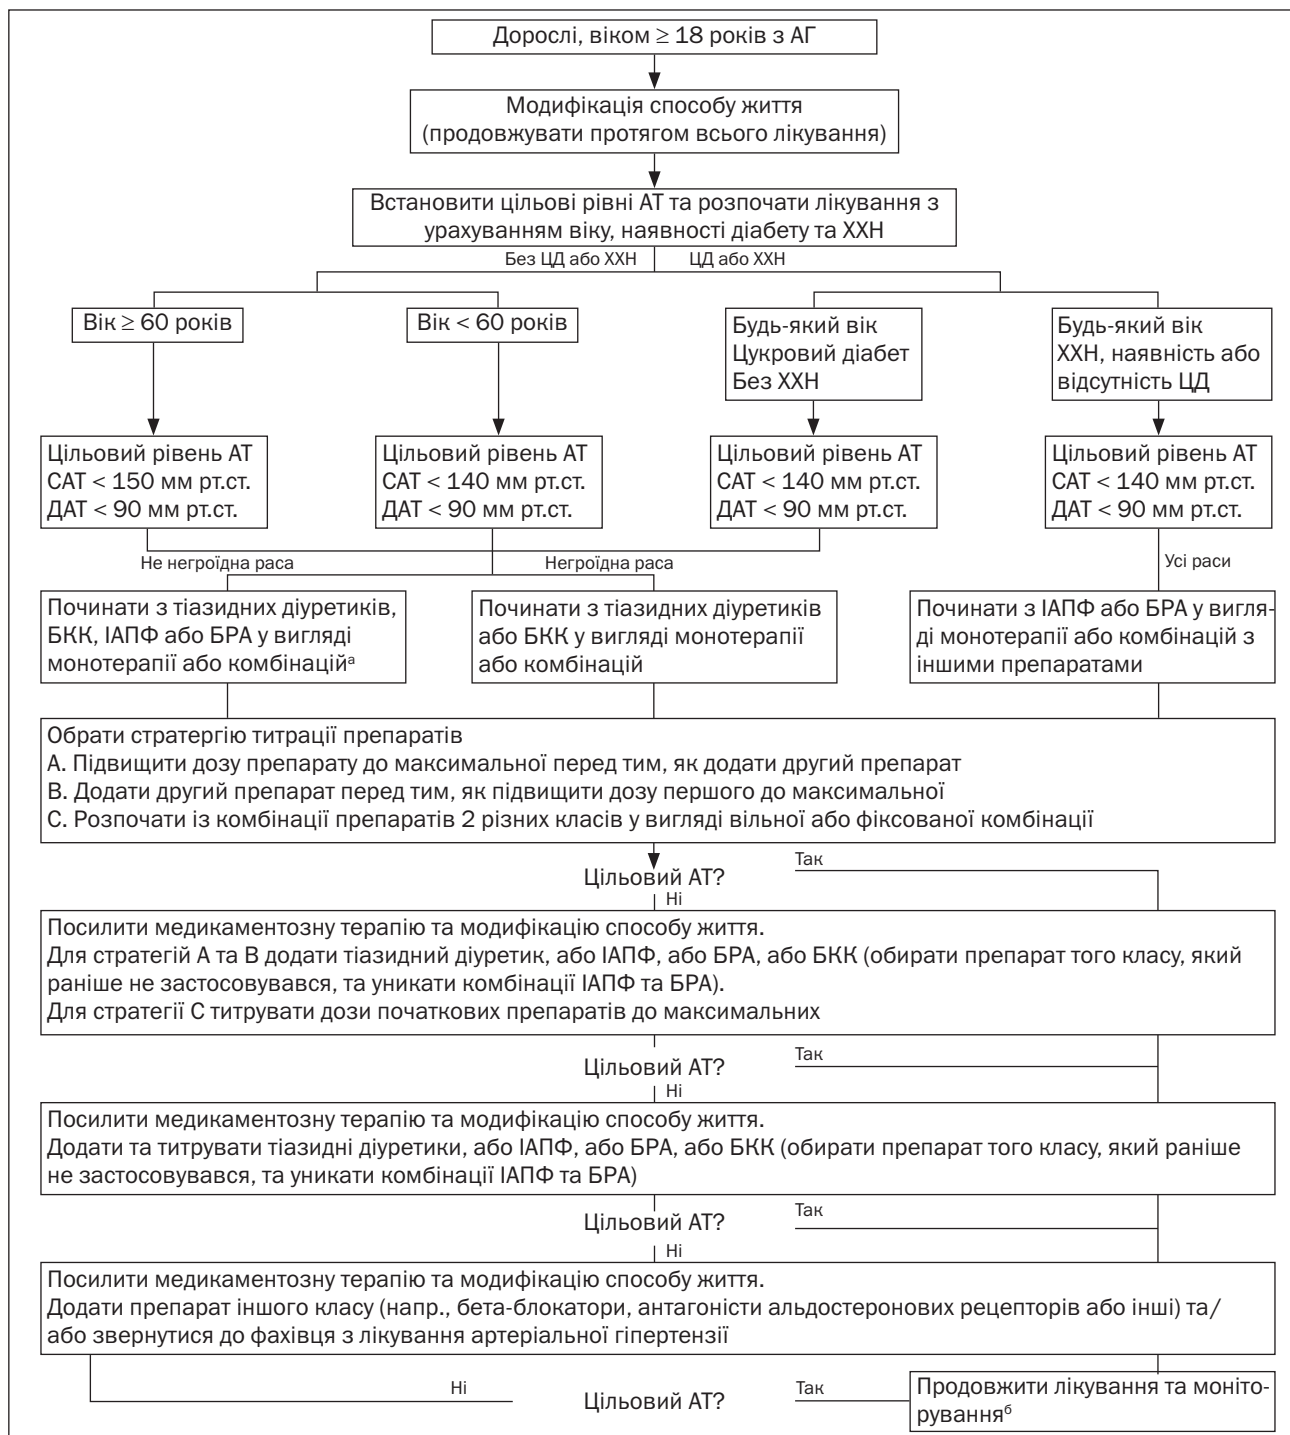 Дорослі, віком ≥ 18 років з АГ
Модифікація способу життя
(продовжувати протягом всього лікування)
Встановити цільові рівні АТ та розпочати лікування з
урахуванням віку, наявності діабету та ХХН
Без ЦД або ХХН
ЦД або ХХН
Вік ≥ 60 років
Вік < 60 років
Будь-який вік
Цукровий діабет
Без ХХН
Будь-який вік
ХХН, наявність або
відсутність ЦД
Цільовий рівень АТ
САТ < 150 мм рт.ст.
ДАТ < 90 мм рт.ст.
Цільовий рівень АТ
САТ < 140 мм рт.ст.
ДАТ < 90 мм рт.ст.
Цільовий рівень АТ
САТ < 140 мм рт.ст.
ДАТ < 90 мм рт.ст.
Цільовий рівень АТ
САТ < 140 мм рт.ст.
ДАТ < 90 мм рт.ст.
Не негроїдна раса
Негроїдна раса
Усі раси
Починати з тіазидних діуретиків,
БКК, ІАПФ або БРА у вигляді
монотерапії або комбінаційᵃ
Починати з тіазидних діуретиків
або БКК у вигляді монотерапії
або комбінацій
Починати з ІАПФ або БРА у вигля-
ді монотерапії або комбінацій з
іншими препаратами
Обрати стратергію титрації препаратів
А. Підвищити дозу препарату до максимальної перед тим, як додати другий препарат
В. Додати другий препарат перед тим, як підвищити дозу першого до максимальної
С. Розпочати із комбінації препаратів 2 різних класів у вигляді вільної або фіксованої комбінації
Цільовий АТ?
Так
Ні
Посилити медикаментозну терапію та модифікацію способу життя.
Для стратегій А та В додати тіазидний діуретик, або ІАПФ, або БРА, або БКК (обирати препарат того класу, який
раніше не застосовувався, та уникати комбінації ІАПФ та БРА).
Для стратегії С титрувати дози початкових препаратів до максимальних
Цільовий АТ?
Так
Ні
Посилити медикаментозну терапію та модифікацію способу життя.
Додати та титрувати тіазидні діуретики, або ІАПФ, або БРА, або БКК (обирати препарат того класу, який раніше
не застосовувався, та уникати комбінації ІАПФ та БРА)
Цільовий АТ?
Так
Ні
Посилити медикаментозну терапію та модифікацію способу життя.
Додати препарат іншого класу (напр., бета-блокатори, антагоністи альдостеронових рецепторів або інші) та/
або звернутися до фахівця з лікування артеріальної гіпертензії
Ні
Цільовий АТ?
Так
Продовжити лікування та моніто-
руванняᵇ